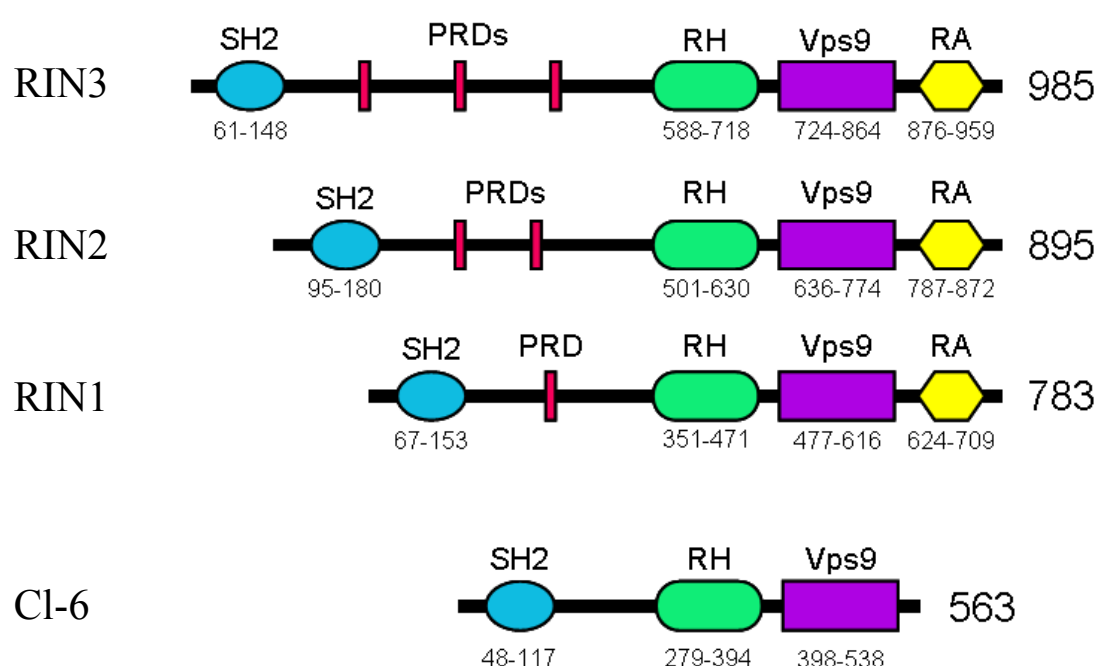 SH2 PRDs RH Vps9 RA
RIN3 985
61-148 588-718 724-864 876-959
SH2 PRDs RH Vps9 RA
RIN2 895
95-180 501-630 636-774 787-872
SH2 PRD RH Vps9 RA
RIN1 783
67-153 351-471 477-616 624-709
SH2 RH Vps9
Cl-6 563
48-117 279-394 398-538